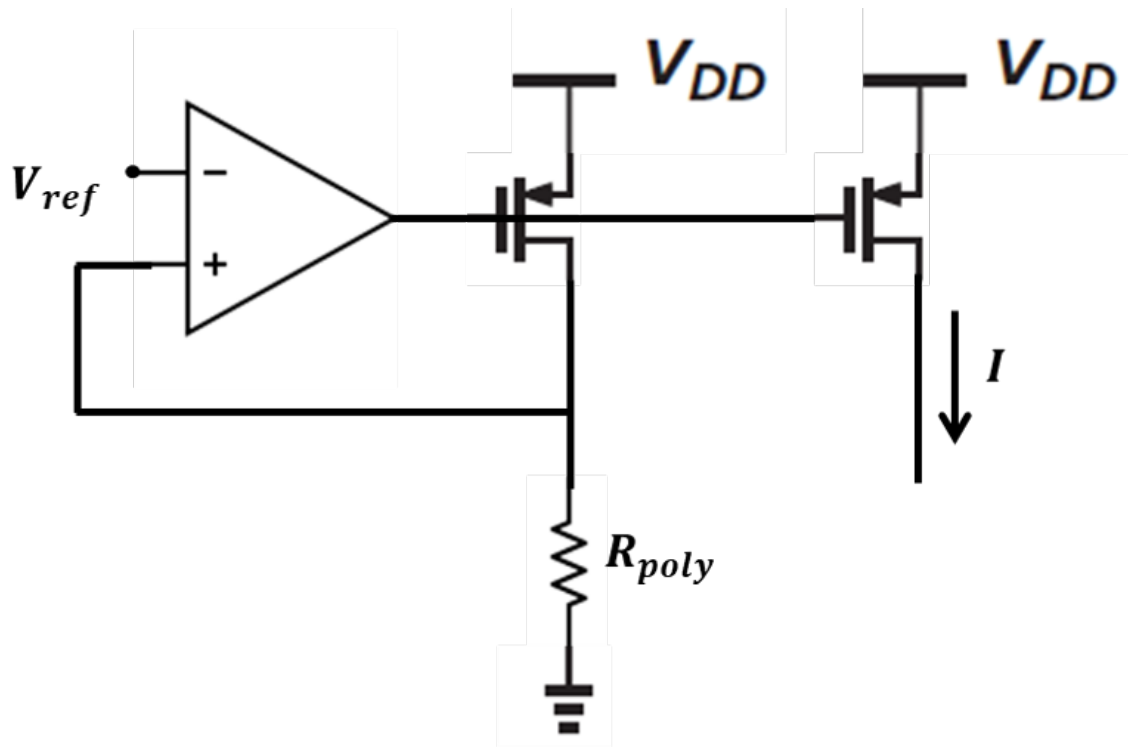 V_DD V_DD
V_ref
−
+
I
R_poly